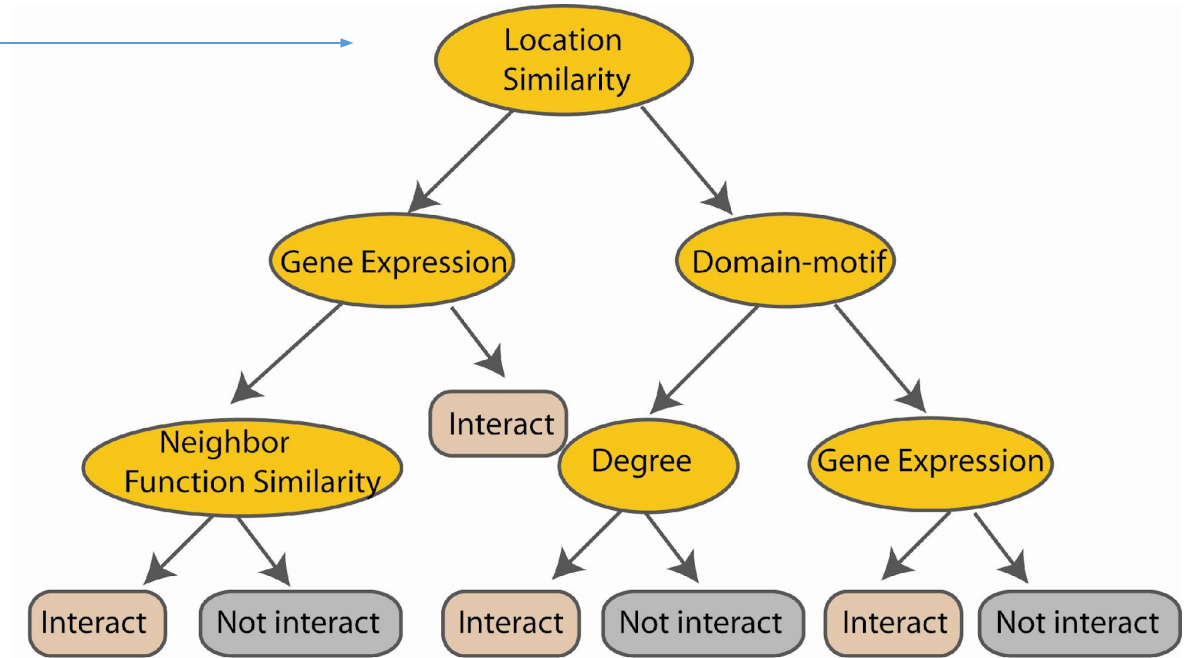 Location
Similarity
Gene Expression
Domain-motif
Interact
Neighbor
Function Similarity
Degree
Gene Expression
Interact
Not interact
Interact
Not interact
Interact
Not interact